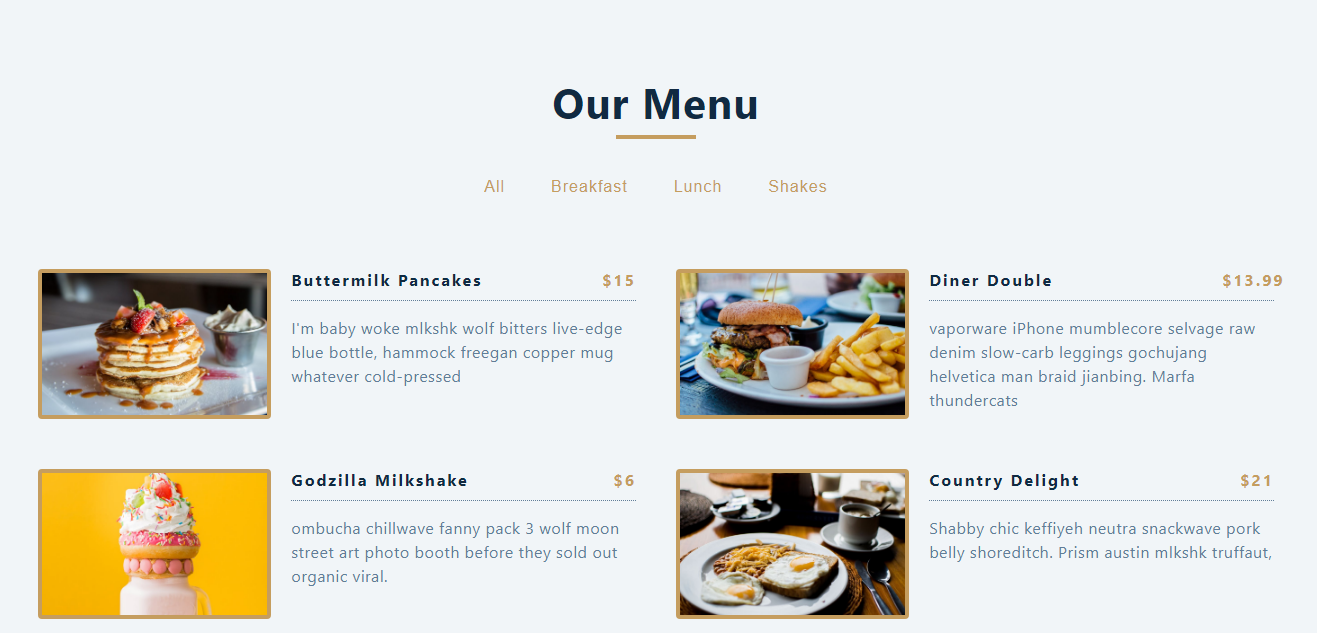 Our Menu
All Breakfast Lunch Shakes
Buttermilk Pancakes $15
I'm baby woke mlkshk wolf bitters live-edge
blue bottle, hammock freegan copper mug
whatever cold-pressed
Diner Double $13.99
vaporware iPhone mumblecore selvage raw
denim slow-carb leggings gochujang
helvetica man braid jianbing. Marfa
thundercats
Godzilla Milkshake $6
ombucha chillwave fanny pack 3 wolf moon
street art photo booth before they sold out
organic viral.
Country Delight $21
Shabby chic keffiyeh neutra snackwave pork
belly shoreditch. Prism austin mlkshk truffaut,